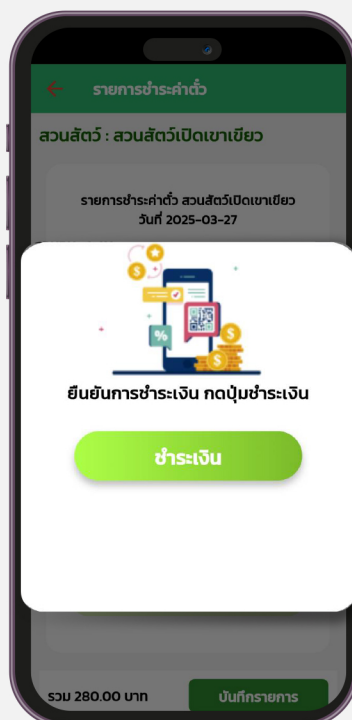 รายการชำระค่าตั๋ว
สวนสัตว์ : สวนสัตว์เปิดเขาเขียว
รายการชำระค่าตั๋ว สวนสัตว์เปิดเขาเขียว
วันที่ 2025-03-27
%
ยืนยันการชำระเงิน กดปุ่มชำระเงิน
ชำระเงิน
รวม 280.00 บาท
บันทึกรายการ